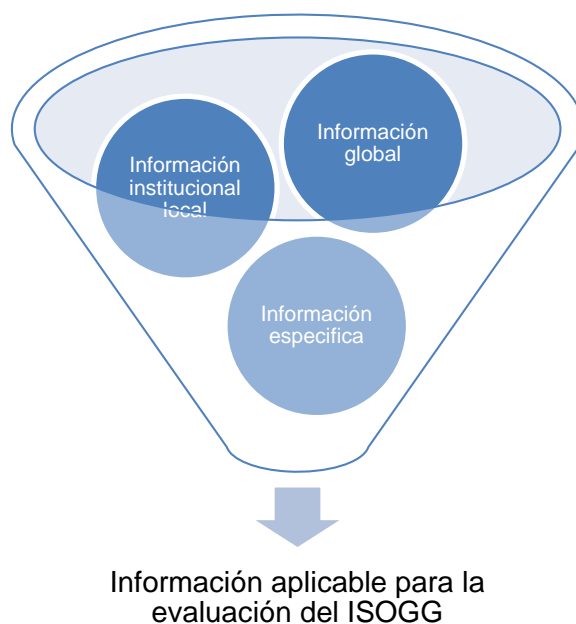 Información
global
Información
institucional
local
Información
especifica
Información aplicable para la
evaluación del ISOGG